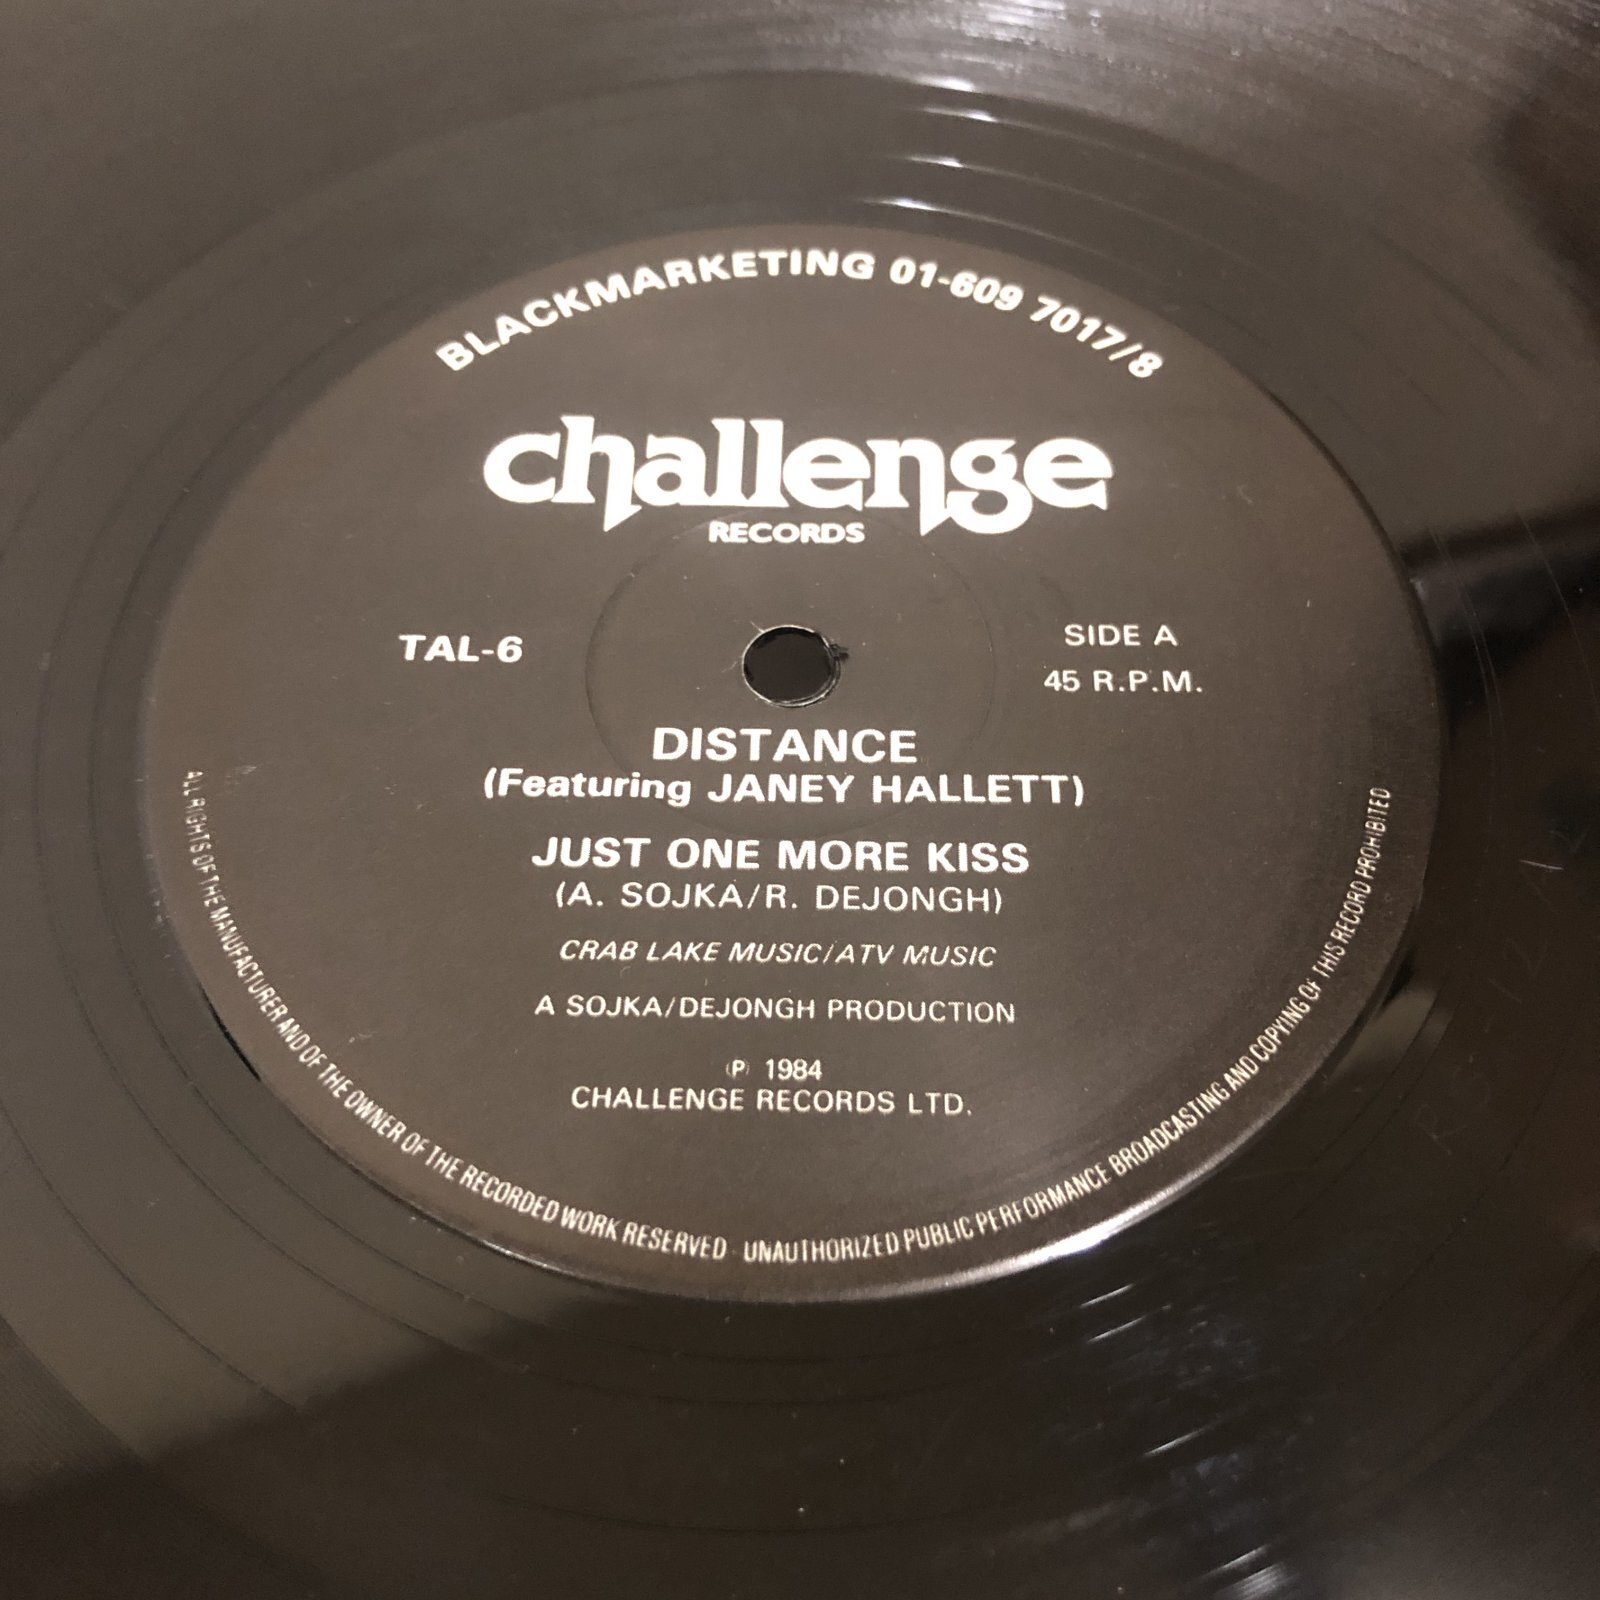 BLACKMARKETING 01-609 7017/8
challenge
RECORDS
TAL-6
SIDE A
45 R.P.M.
DISTANCE
(Featuring JANEY HALLETT)
JUST ONE MORE KISS
(A. SOJKA/R. DEJONGH)
CRAB LAKE MUSIC/ATV MUSIC
A SOJKA/DEJONGH PRODUCTION
℗ 1984
CHALLENGE RECORDS LTD.
ALL RIGHTS OF THE MANUFACTURER AND OF THE OWNER OF THE RECORDED WORK RESERVED · UNAUTHORIZED PUBLIC PERFORMANCE BROADCASTING AND COPYING OF THIS RECORD PROHIBITED